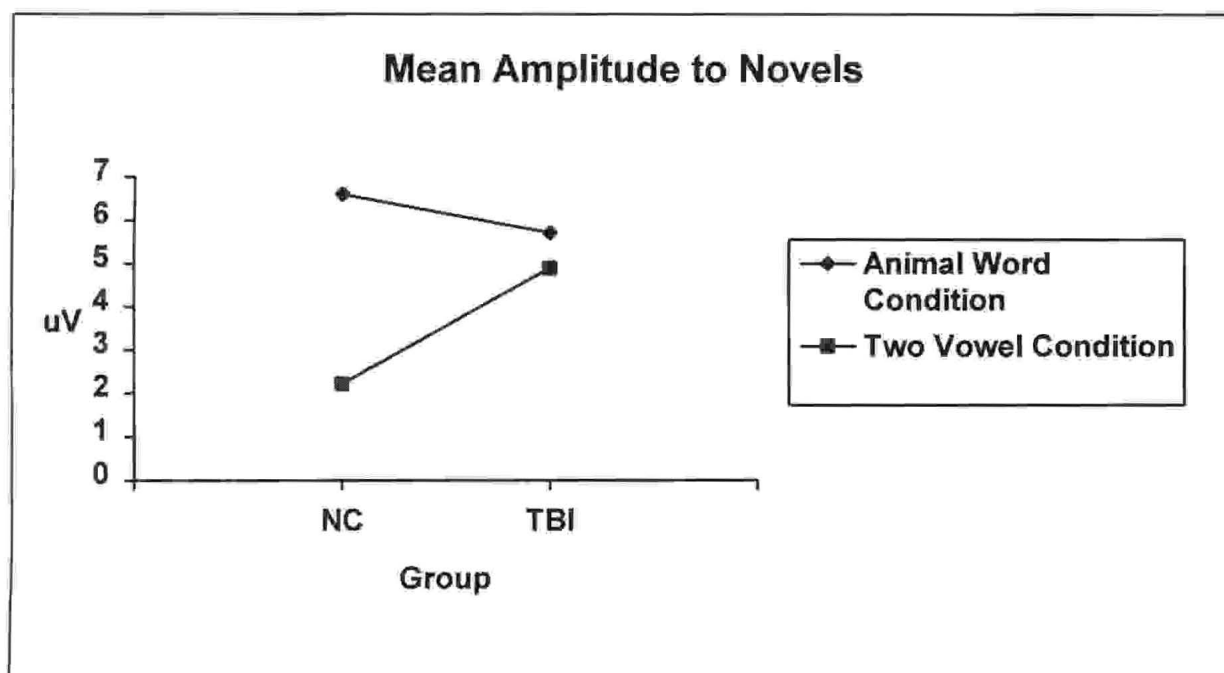 Mean Amplitude to Novels
7
6
5
4
3
2
1
0
uV
NC TBI
Group
Animal Word
Condition
Two Vowel Condition